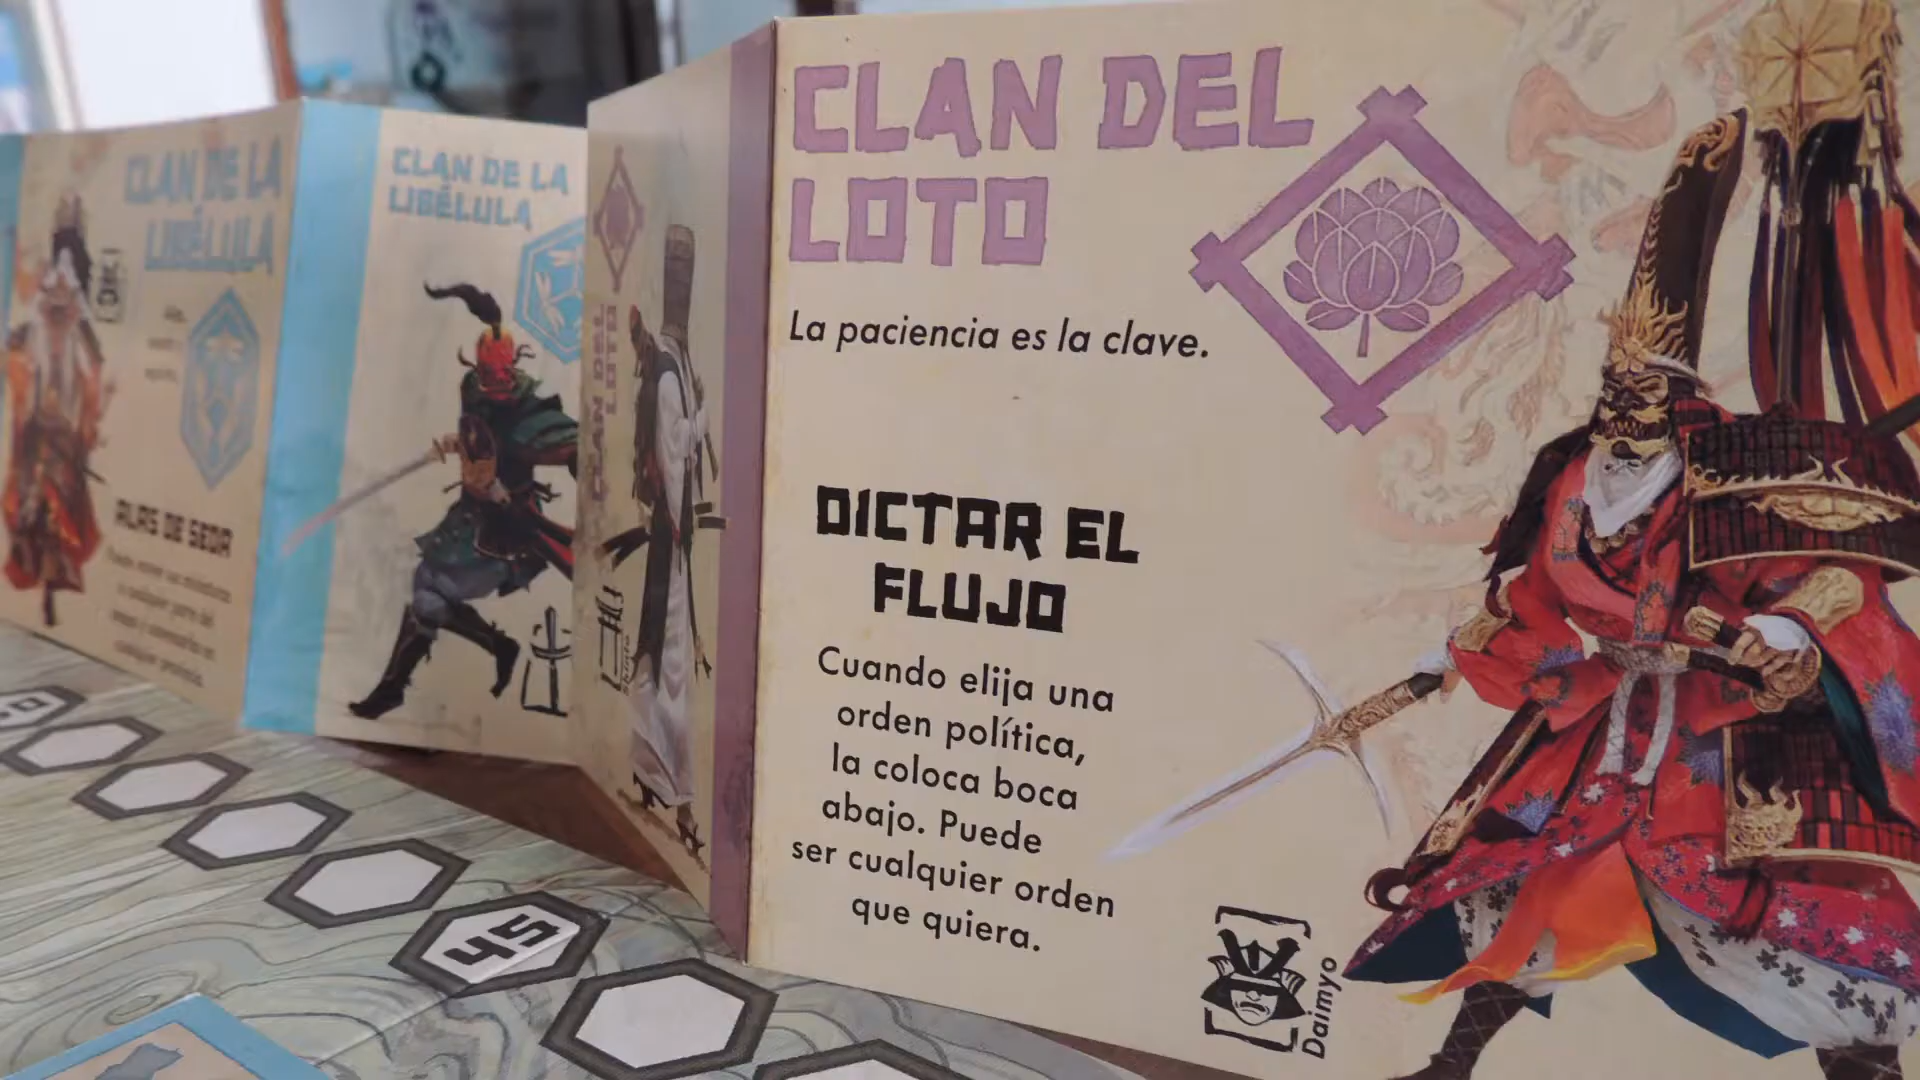 CLAN DEL
LOTO
La paciencia es la clave.
DICTAR EL
FLUJO
Cuando elija una
orden política,
la coloca boca
abajo. Puede
ser cualquier orden
que quiera.
Daimyo
CLAN DEL
LOTO
Shinto
CLAN DE LA
LIBÉLULA
CLAN DE LA
LIBÉLULA
ALAS DE SEDA
45